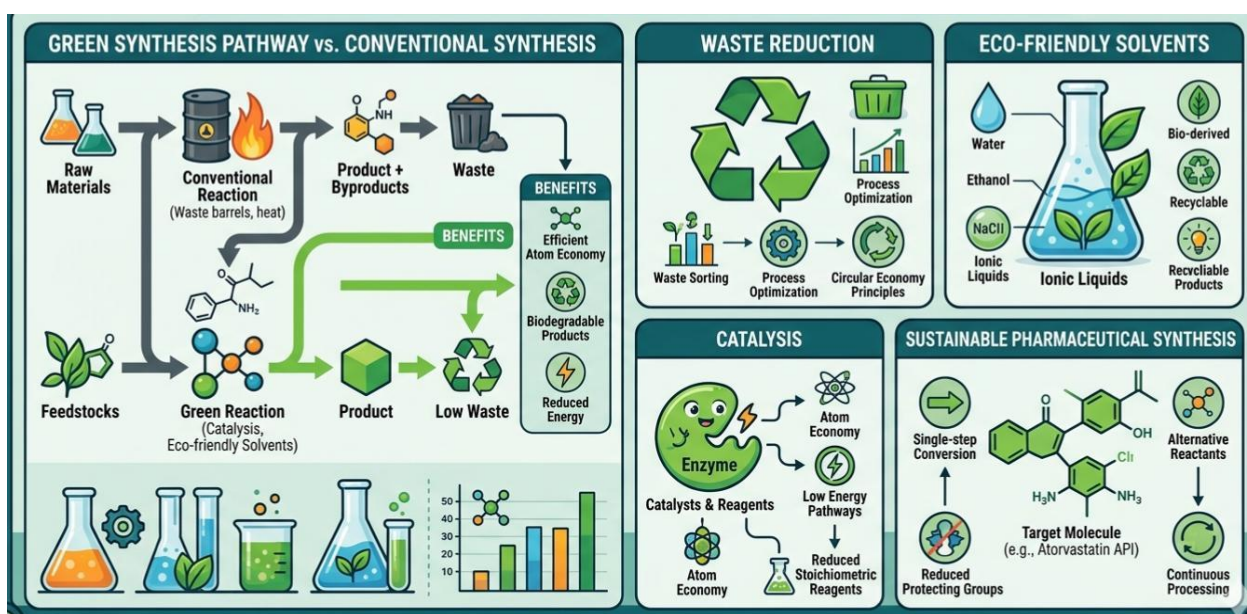 GREEN SYNTHESIS PATHWAY vs. CONVENTIONAL SYNTHESIS
Raw
Materials
Conventional
Reaction
(Waste barrels, heat)
O
NH
Product +
Byproducts
Waste
BENEFITS
BENEFITS
Efficient
Atom Economy
Biodegradable
Products
Reduced
Energy
O
NH₂
O
Feedstocks
Green Reaction
(Catalysis,
Eco-friendly Solvents)
Product
Low Waste
50
40
30
20
10
WASTE REDUCTION
Process
Optimization
Waste Sorting
Process
Optimization
Circular Economy
Principles
ECO-FRIENDLY SOLVENTS
Water
Ethanol
NaCII
Ionic
Liquids
Ionic Liquids
Bio-derived
Recyclable
Recvcliable
Products
CATALYSIS
Enzyme
Catalysts & Reagents
Atom
Economy
Atom
Economy
Low Energy
Pathways
Reduced
Stoichiometric
Reagents
SUSTAINABLE PHARMACEUTICAL SYNTHESIS
Single-step
Conversion
Reduced
Protecting Groups
O
OH
H₃N
NH₃
Target Molecule
(e.g., Atorvastatin API)
Alternative
Reactants
Continuous
Processing